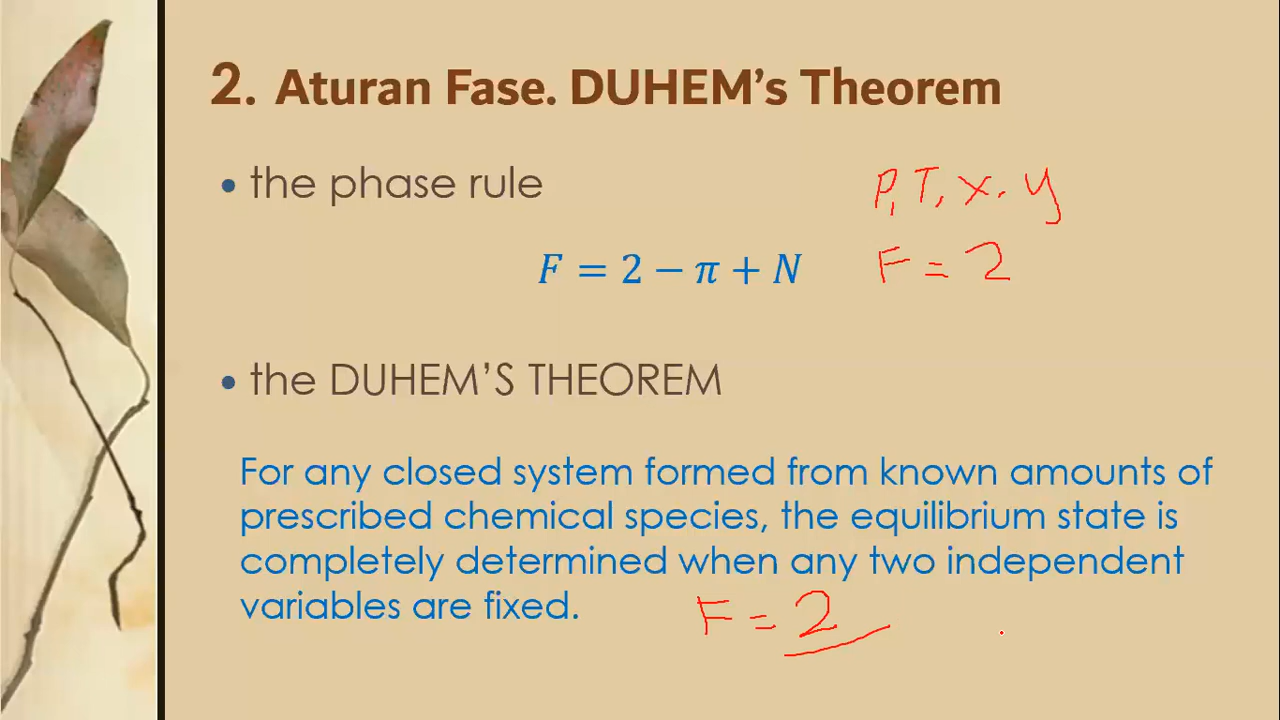 2. Aturan Fase. DUHEM's Theorem
• the phase rule
P, T, x, y
F = 2 − π + N
F = 2
• the DUHEM'S THEOREM
For any closed system formed from known amounts of
prescribed chemical species, the equilibrium state is
completely determined when any two independent
variables are fixed.
F = 2